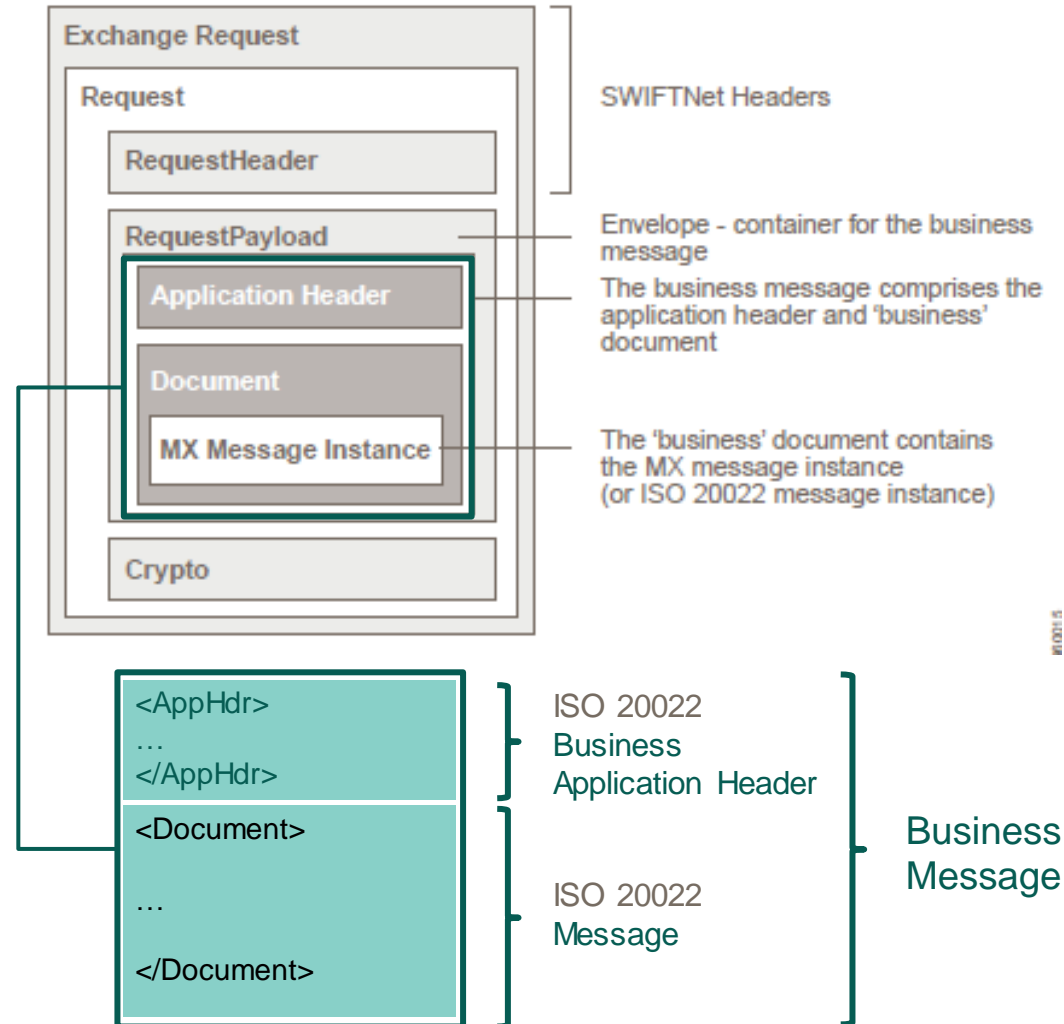 Exchange Request
Request
SWIFTNet Headers
RequestHeader
RequestPayload
Envelope - container for the business
message
Application Header
The business message comprises the
application header and ‘business’
document
Document
MX Message Instance
The ‘business’ document contains
the MX message instance
(or ISO 20022 message instance)
Crypto
<AppHdr>
…
</AppHdr>
ISO 20022
Business
Application Header
<Document>
…
</Document>
ISO 20022
Message
Business
Message